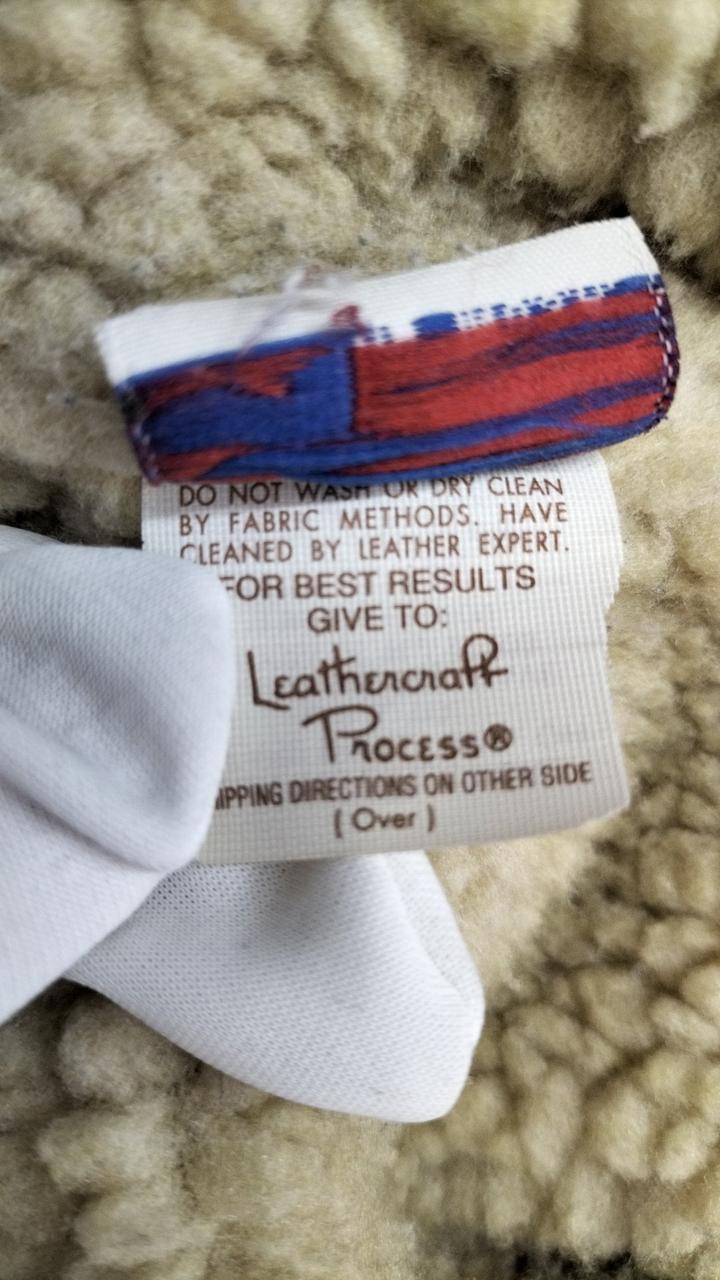 DO NOT WASH OR DRY CLEAN
BY FABRIC METHODS. HAVE
CLEANED BY LEATHER EXPERT.
FOR BEST RESULTS
GIVE TO:
Leathercraft
Process®
DIRECTIONS ON OTHER SIDE
( Over )